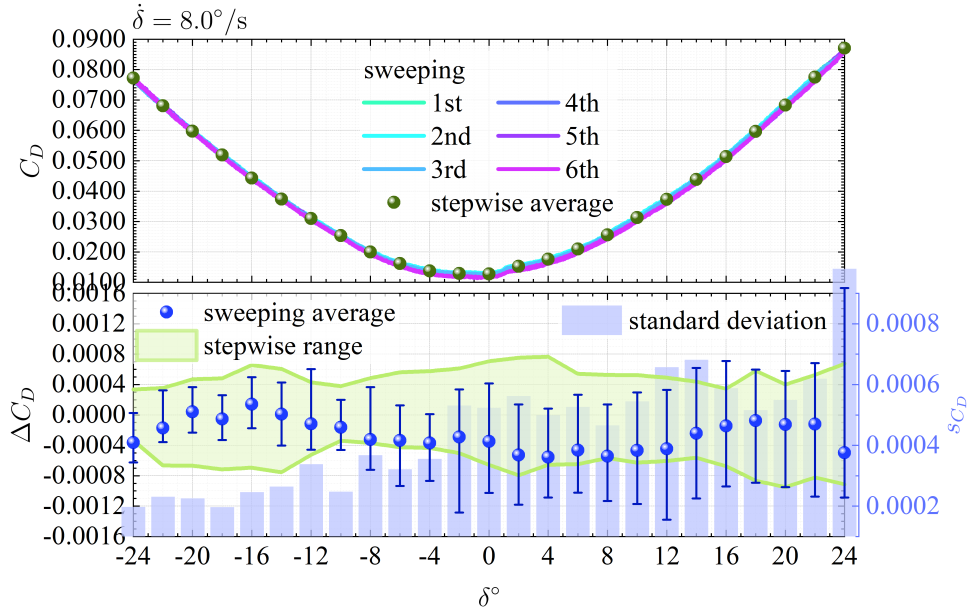 δ̇ = 8.0°/s
0.0900
0.0800
0.0700
0.0600
0.0500
0.0400
0.0300
0.0200
0.0100
C_D
sweeping
1st 4th
2nd 5th
3rd 6th
stepwise average
0.0016
0.0012
0.0008
0.0004
0.0000
-0.0004
-0.0008
-0.0012
-0.0016
ΔC_D
sweeping average
stepwise range
standard deviation
0.0008
0.0006
0.0004
0.0002
s_{C_D}
-24 -20 -16 -12 -8 -4 0 4 8 12 16 20 24
δ°